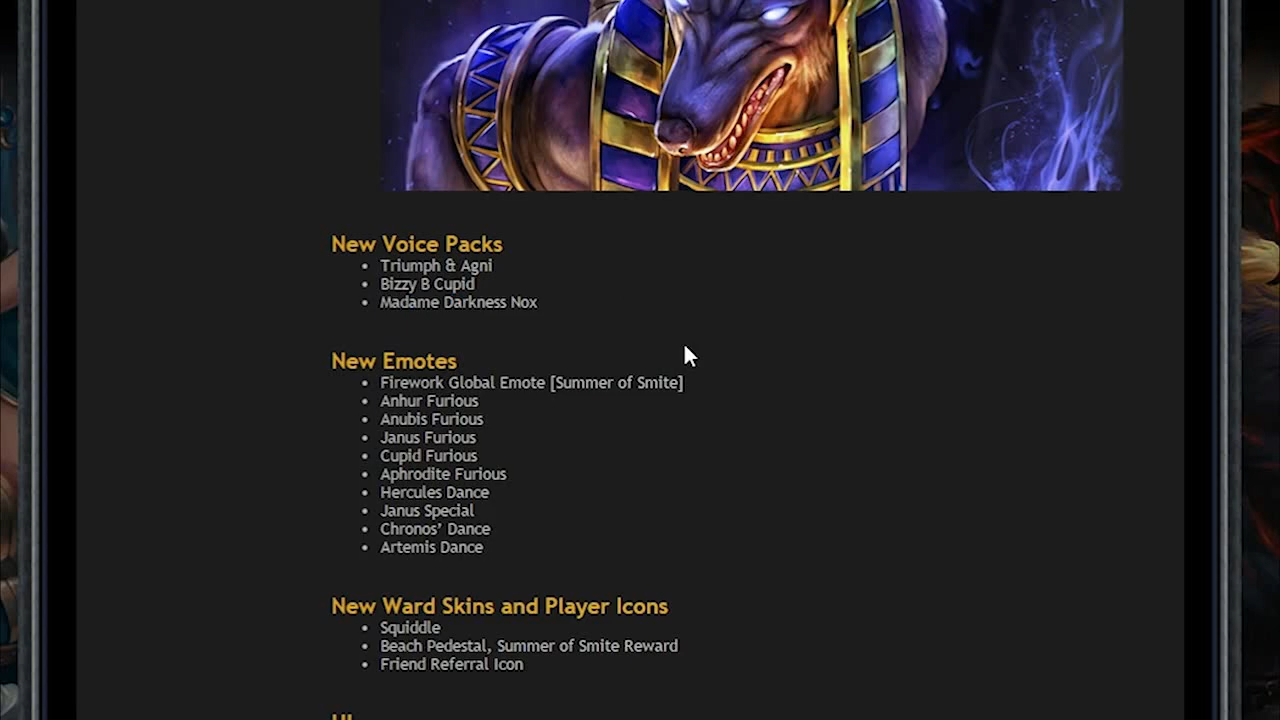 New Voice Packs
Triumph & Agni
Bizzy B Cupid
Madame Darkness Nox
New Emotes
Firework Global Emote [Summer of Smite]
Anhur Furious
Anubis Furious
Janus Furious
Cupid Furious
Aphrodite Furious
Hercules Dance
Janus Special
Chronos’ Dance
Artemis Dance
New Ward Skins and Player Icons
Squiddle
Beach Pedestal, Summer of Smite Reward
Friend Referral Icon